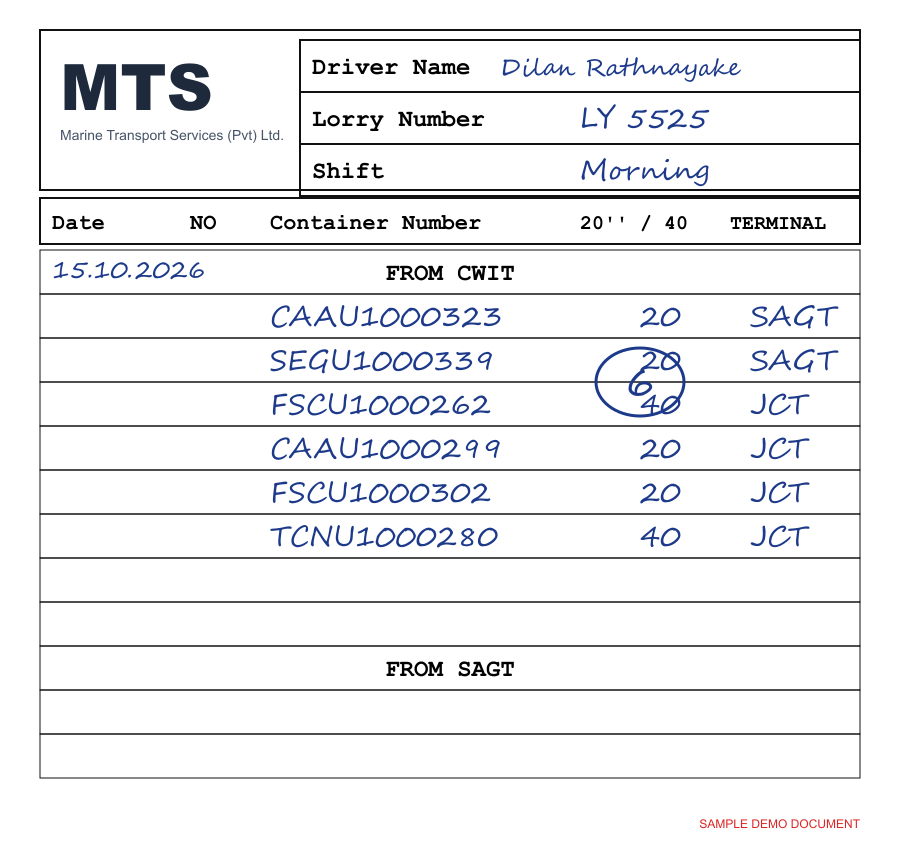 MTS
Marine Transport Services (Pvt) Ltd.
Driver Name Dilan Rathnayake
Lorry Number LY 5525
Shift Morning
Date NO Container Number 20'' / 40 TERMINAL
15.10.2026 FROM CWIT
CAAU1000323 20 SAGT
SEGU1000339 20 SAGT
6
FSCU1000262 40 JCT
CAAU1000299 20 JCT
FSCU1000302 20 JCT
TCNU1000280 40 JCT
FROM SAGT
SAMPLE DEMO DOCUMENT